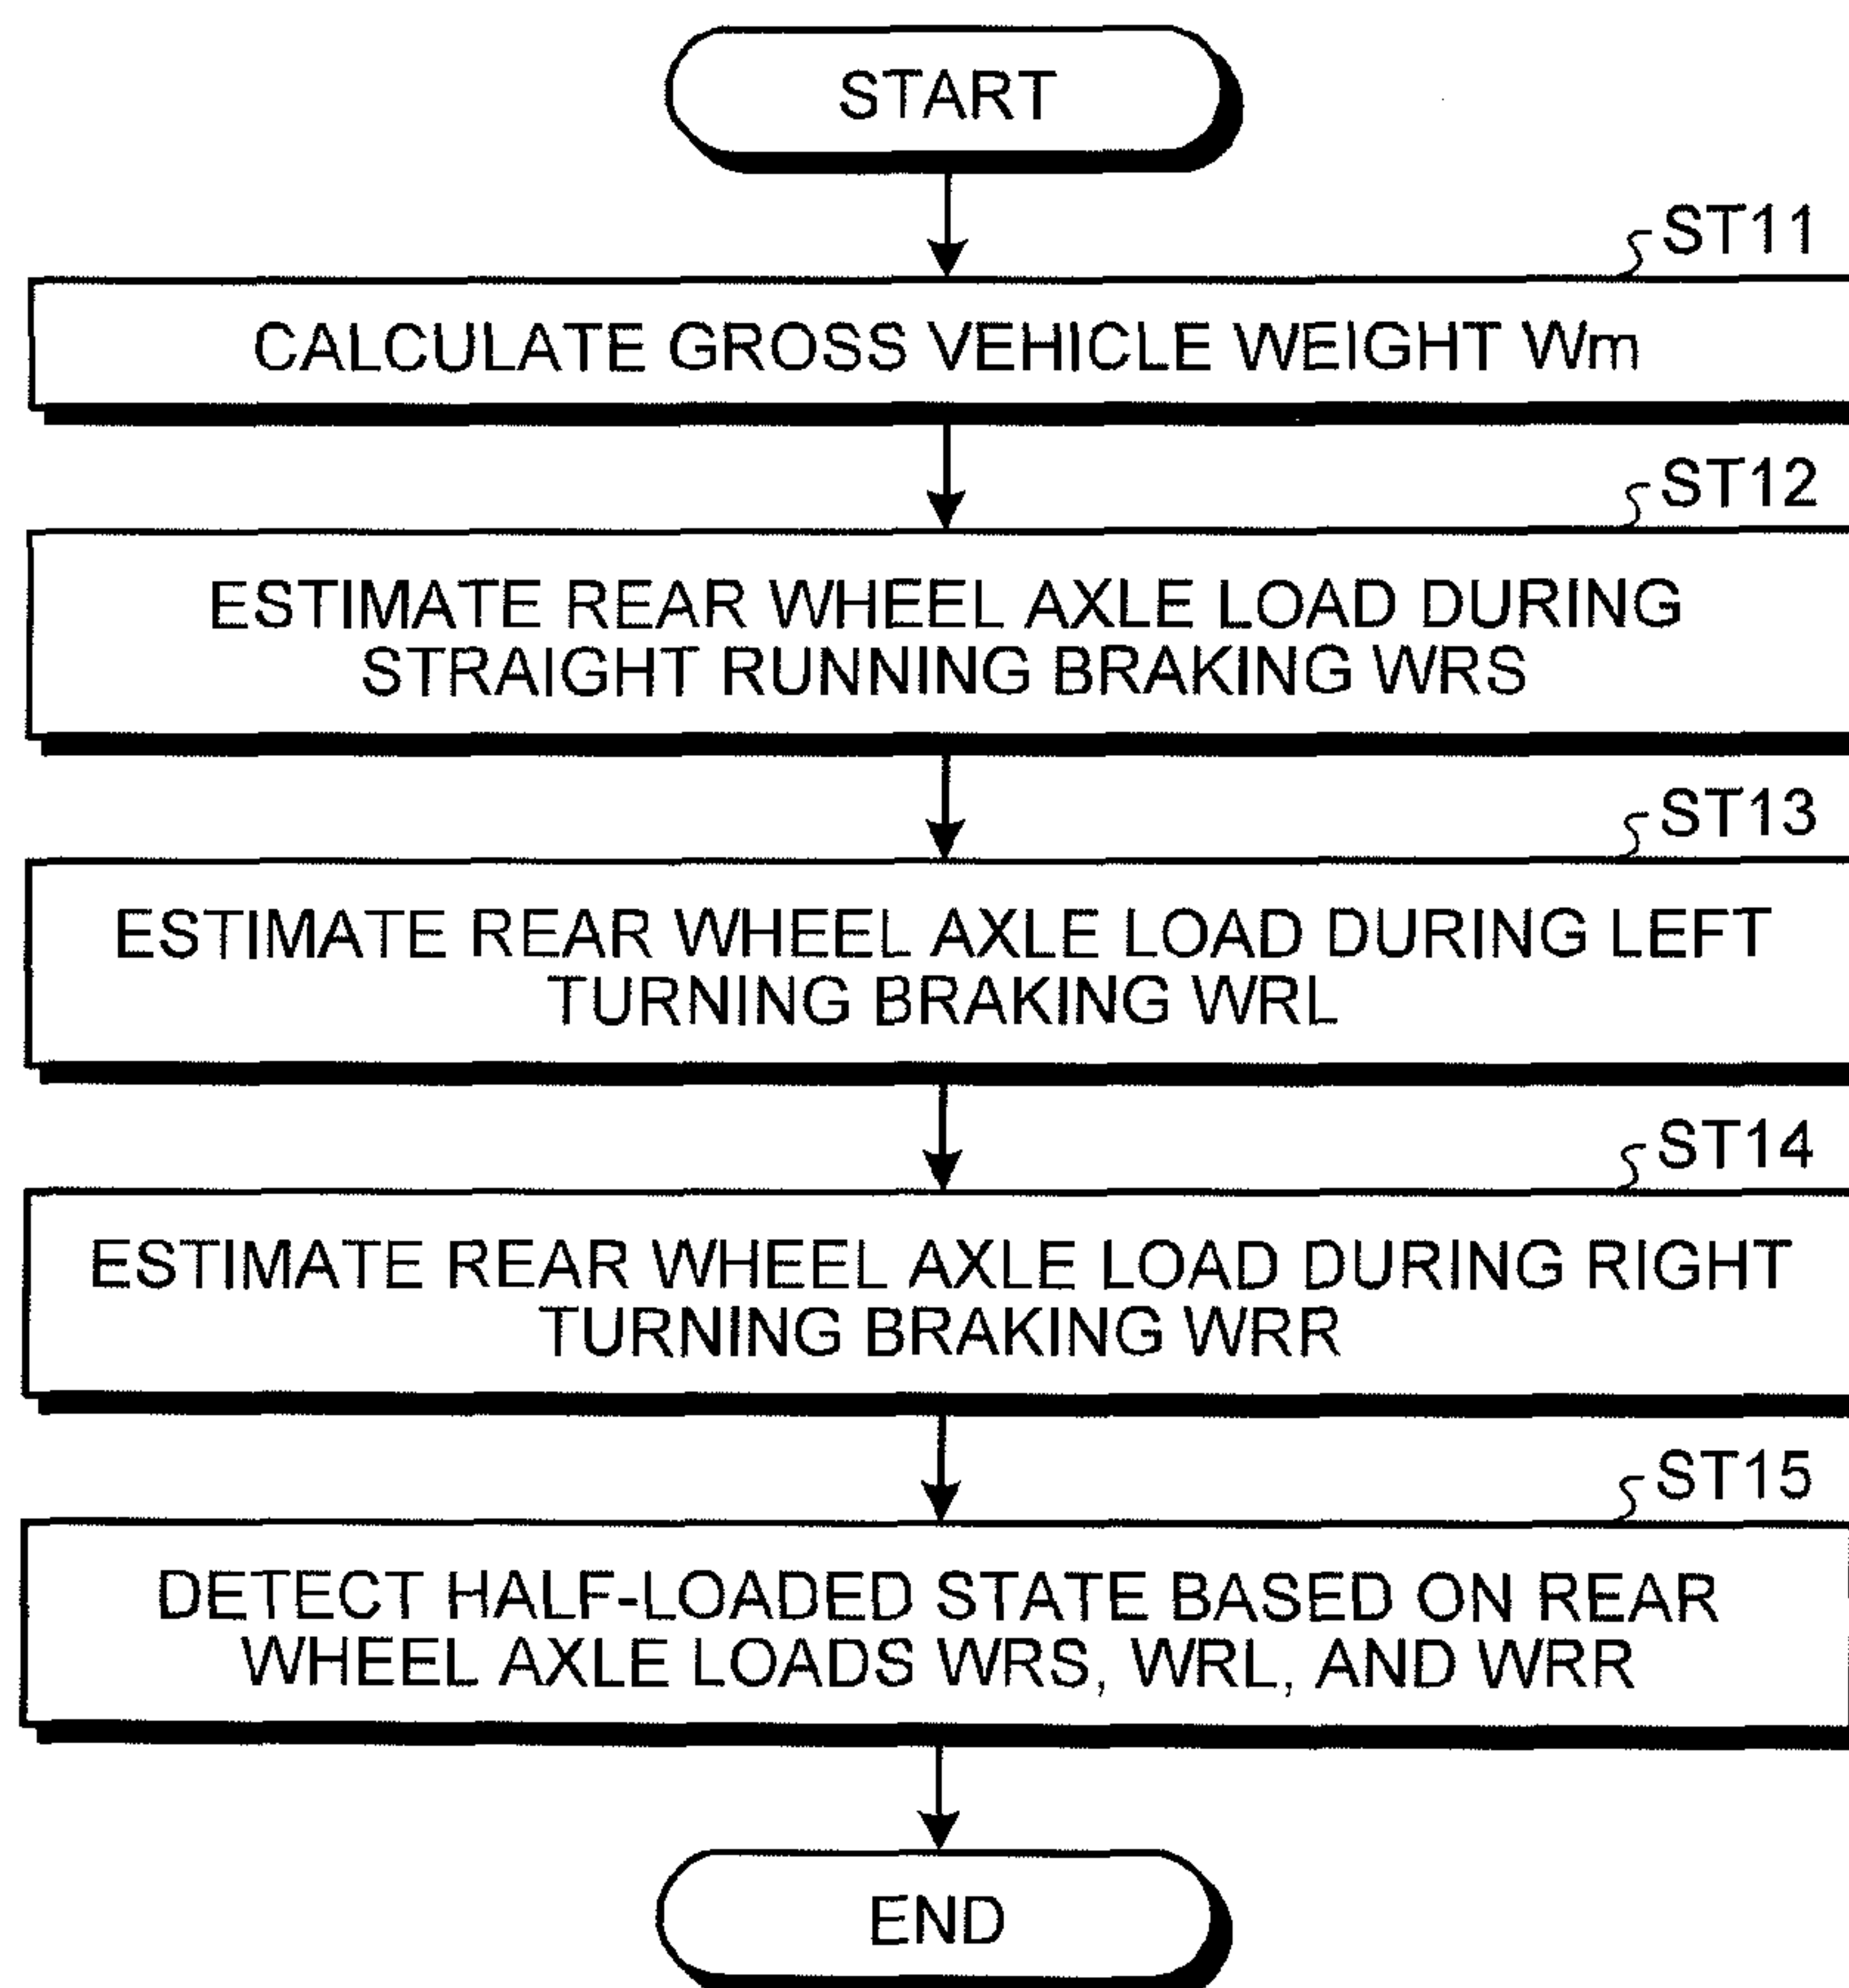 START
ST11
CALCULATE GROSS VEHICLE WEIGHT Wm
ST12
ESTIMATE REAR WHEEL AXLE LOAD DURING
STRAIGHT RUNNING BRAKING WRS
ST13
ESTIMATE REAR WHEEL AXLE LOAD DURING LEFT
TURNING BRAKING WRL
ST14
ESTIMATE REAR WHEEL AXLE LOAD DURING RIGHT
TURNING BRAKING WRR
ST15
DETECT HALF-LOADED STATE BASED ON REAR
WHEEL AXLE LOADS WRS, WRL, AND WRR
END